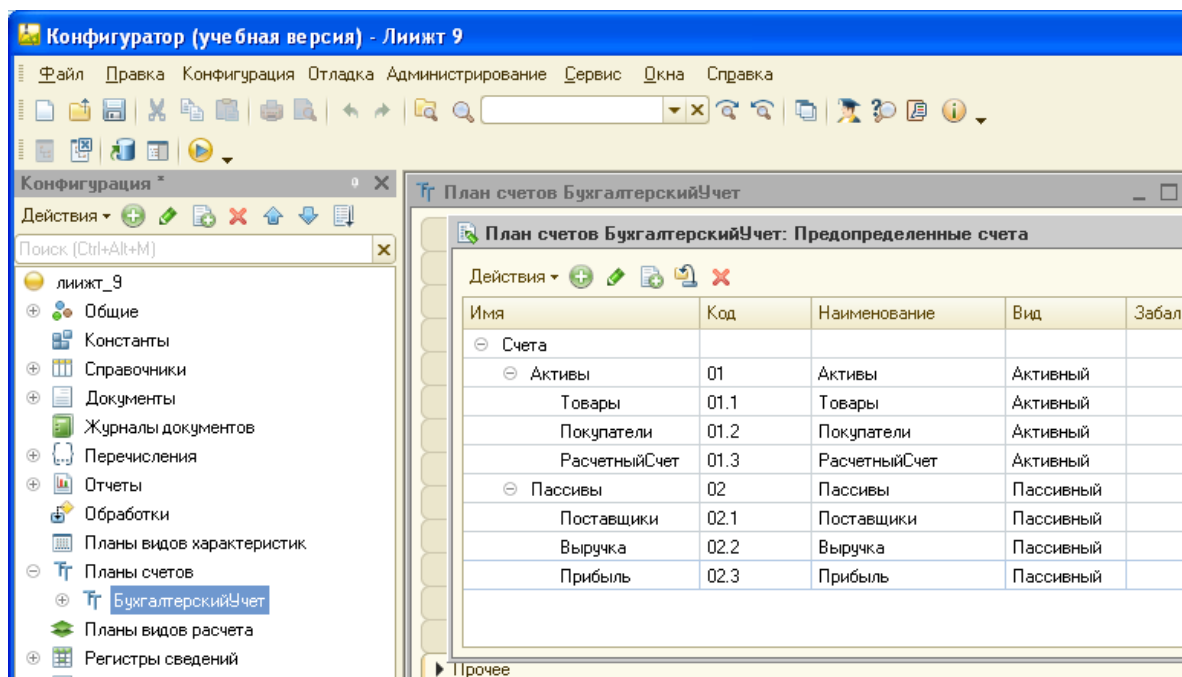 Конфигуратор (учебная версия) - Лиижт 9
Файл Правка Конфигурация Отладка Администрирование Сервис Окна Справка
Конфигурация *
Действия
Поиск (Ctrl+Alt+M)
лиижт_9
Общие
Константы
Справочники
Документы
Журналы документов
Перечисления
Отчеты
Обработки
Планы видов характеристик
Планы счетов
БухгалтерскийУчет
Планы видов расчета
Регистры сведений
План счетов БухгалтерскийУчет
План счетов БухгалтерскийУчет: Предопределенные счета
Действия
Имя Код Наименование Вид Забал
Счета
Активы 01 Активы Активный
Товары 01.1 Товары Активный
Покупатели 01.2 Покупатели Активный
РасчетныйСчет 01.3 РасчетныйСчет Активный
Пассивы 02 Пассивы Пассивный
Поставщики 02.1 Поставщики Пассивный
Выручка 02.2 Выручка Пассивный
Прибыль 02.3 Прибыль Пассивный
Прочее